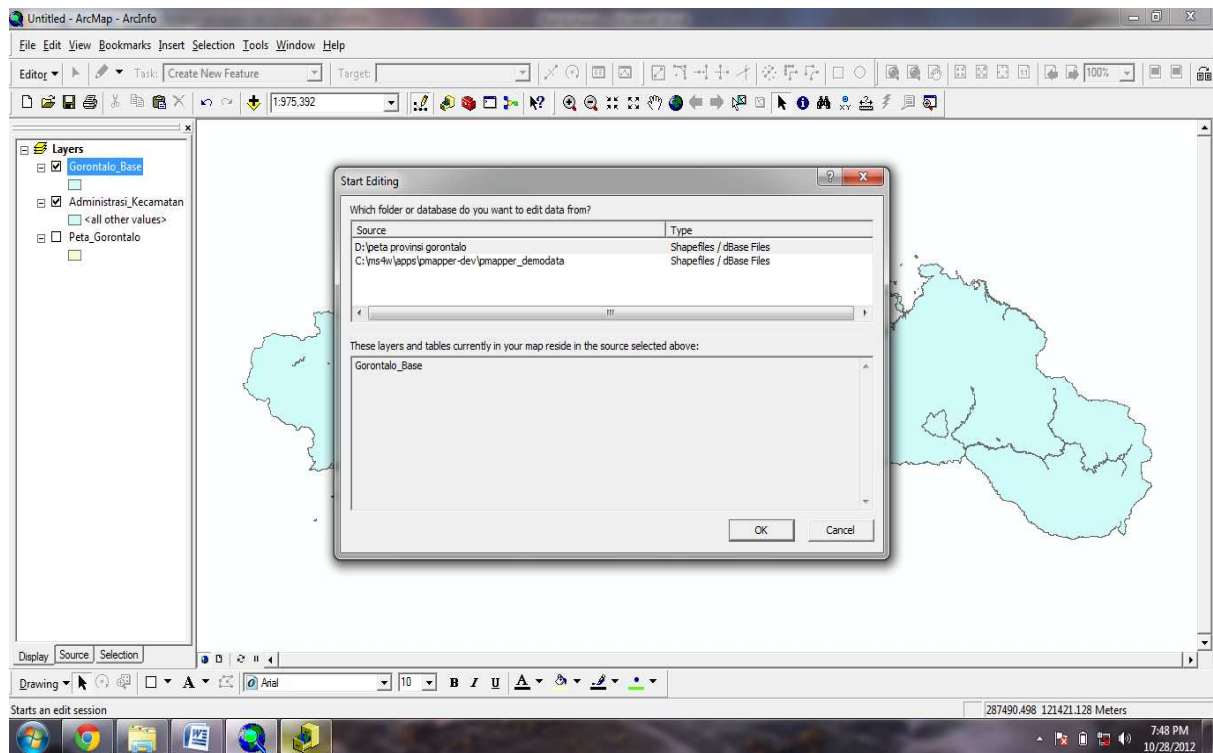 Untitled - ArcMap - ArcInfo
File Edit View Bookmarks Insert Selection Tools Window Help
Editor Task: Create New Feature Target: 100%
1:975,392
Layers
Gorontalo_Base
Administrasi_Kecamatan
<all other values>
Peta_Gorontalo
Start Editing
Which folder or database do you want to edit data from?
Source Type
D:\peta provinsi gorontalo Shapefiles / dBase Files
C:\ms4w\apps\pmapper-dev\pmapper_demodata Shapefiles / dBase Files
These layers and tables currently in your map reside in the source selected above:
Gorontalo_Base
OK Cancel
Display Source Selection
Drawing A Arial 10 B I U A
Starts an edit session 287490.498 121421.128 Meters
7:48 PM
10/28/2012